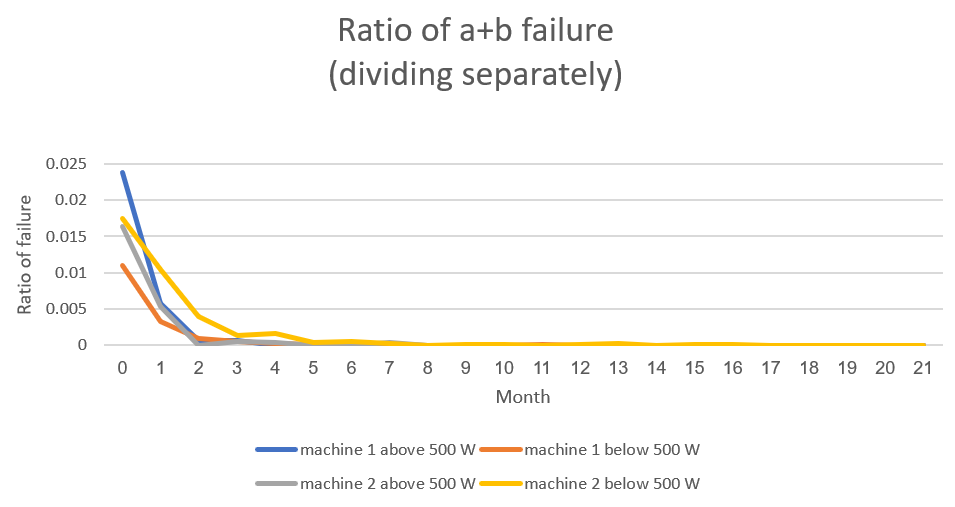 Ratio of a+b failure
(dividing separately)
0.025
0.02
0.015
0.01
0.005
0
Ratio of failure
0 1 2 3 4 5 6 7 8 9 10 11 12 13 14 15 16 17 18 19 20 21
Month
machine 1 above 500 W machine 1 below 500 W
machine 2 above 500 W machine 2 below 500 W